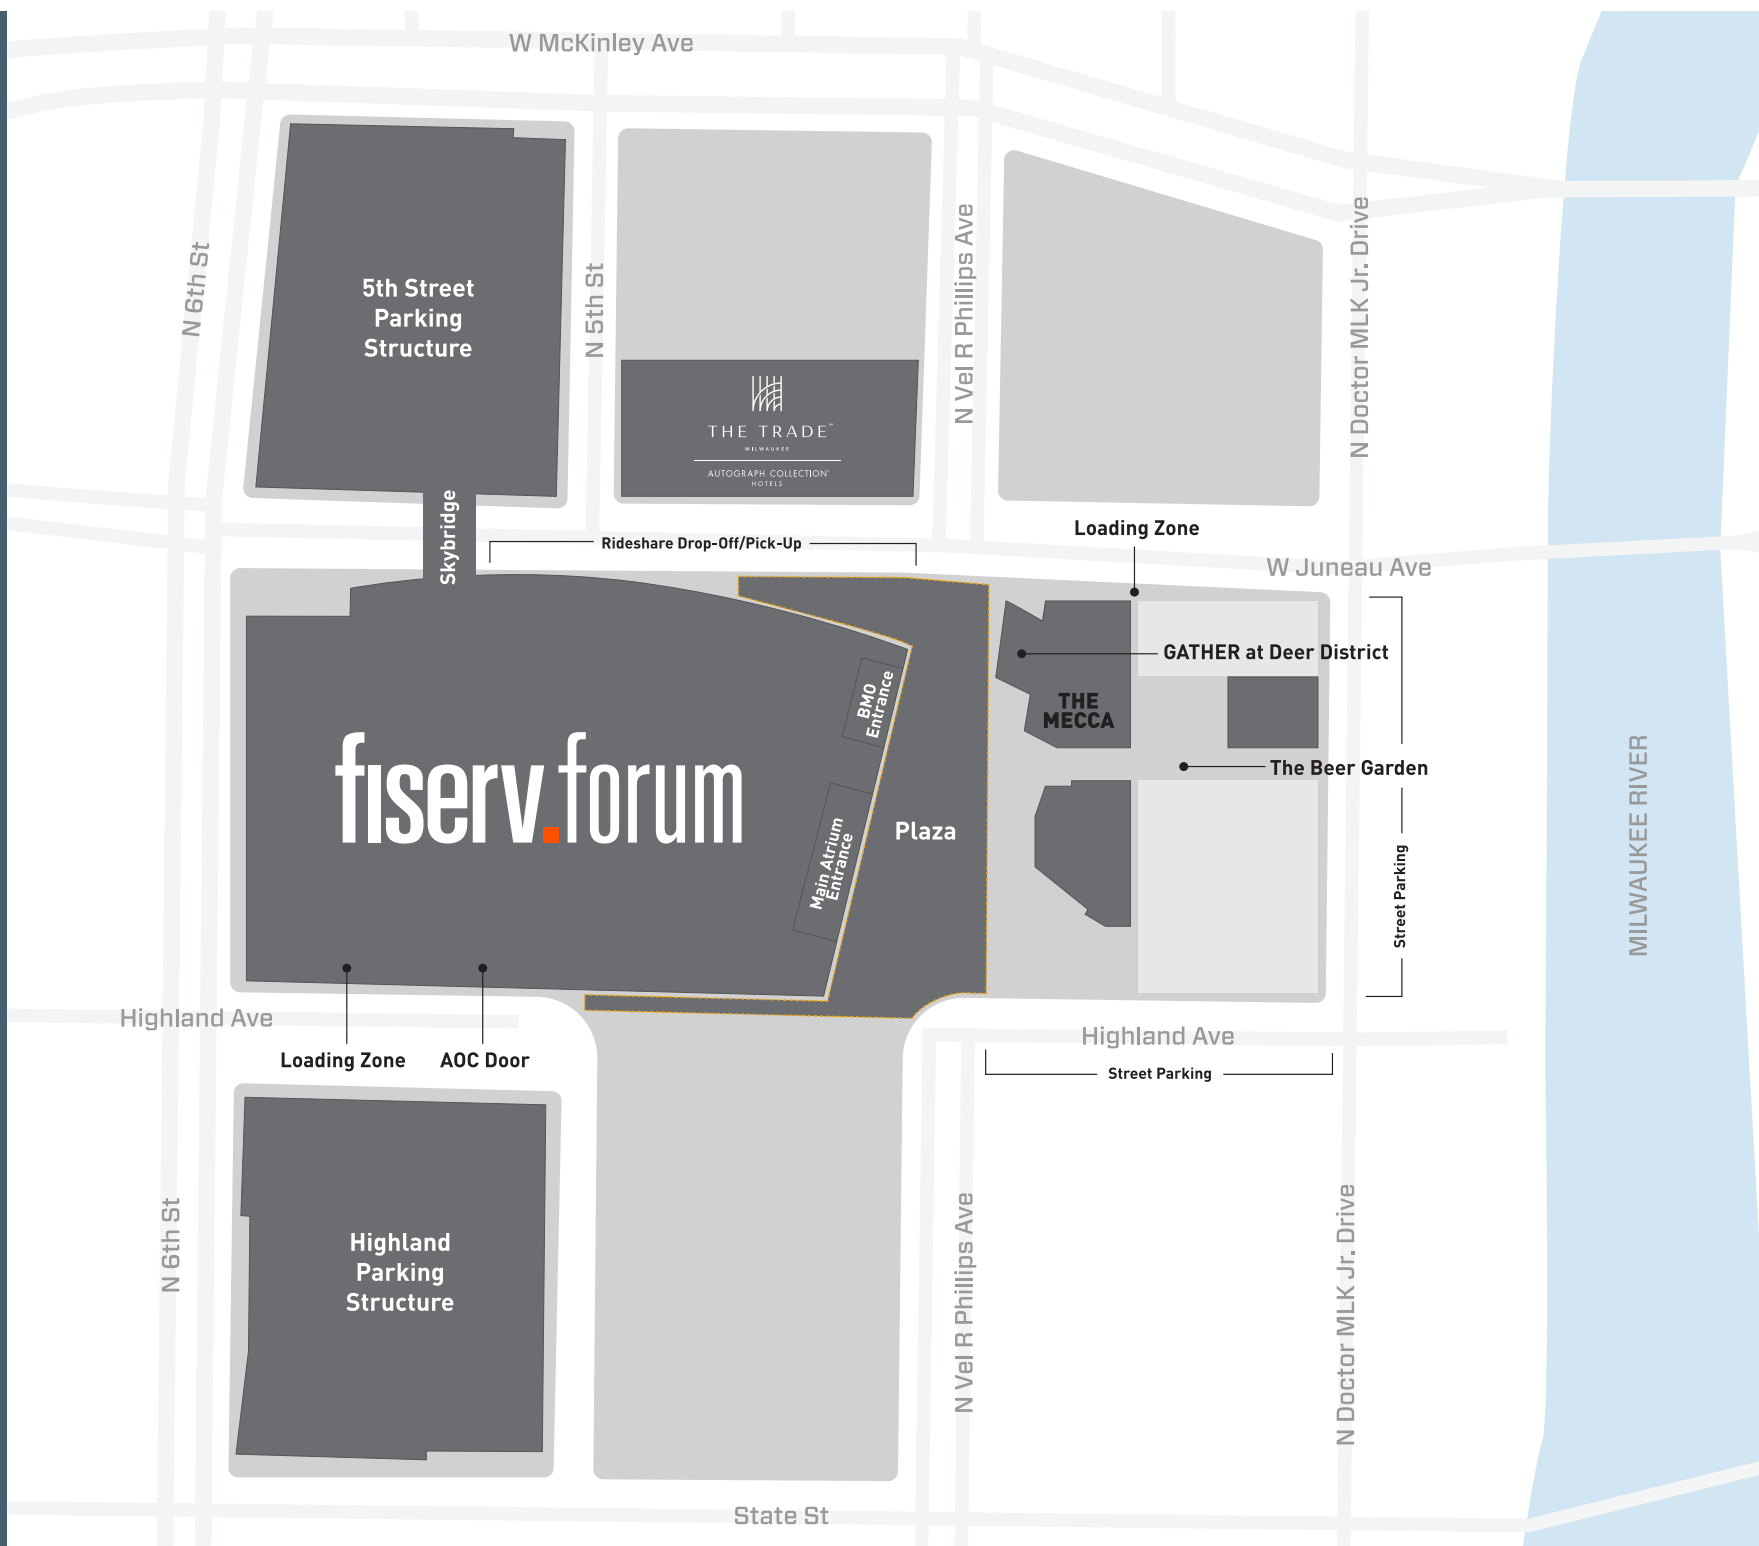 W McKinley Ave
N 6th St
5th Street
Parking
Structure
N 5th St
N Vel R Phillips Ave
N Doctor MLK Jr. Drive
THE TRADE™
MILWAUKEE
AUTOGRAPH COLLECTION®
HOTELS
Skybridge
Rideshare Drop-Off/Pick-Up
Loading Zone
W Juneau Ave
GATHER at Deer District
BMO
Entrance
THE
MECCA
The Beer Garden
fiserv.forum
Plaza
Main Atrium
Entrance
Street Parking
MILWAUKEE RIVER
Highland Ave
Loading Zone
AOC Door
Highland Ave
Street Parking
N 6th St
Highland
Parking
Structure
N Vel R Phillips Ave
N Doctor MLK Jr. Drive
State St